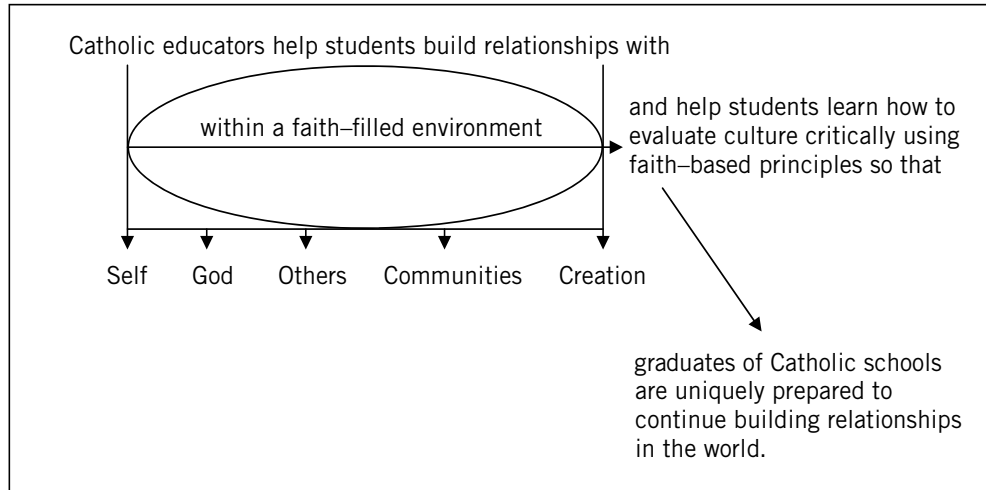 Catholic educators help students build relationships with
within a faith–filled environment
Self God Others Communities Creation
and help students learn how to
evaluate culture critically using
faith–based principles so that
graduates of Catholic schools
are uniquely prepared to
continue building relationships
in the world.